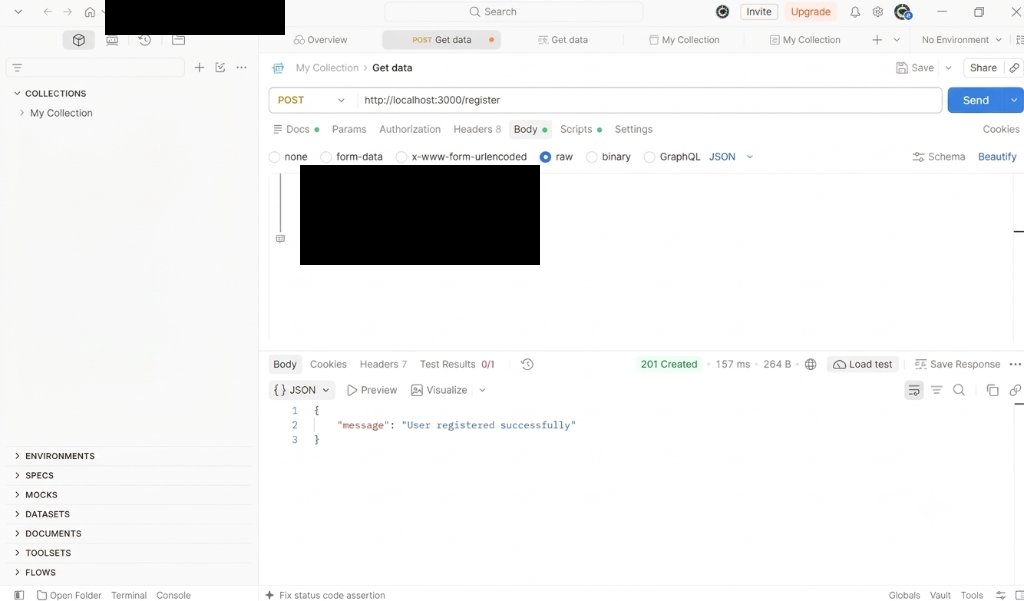 Search
Invite
Upgrade
Overview
POST Get data
Get data
My Collection
My Collection
No Environment
My Collection > Get data
Save
Share
COLLECTIONS
My Collection
POST
http://localhost:3000/register
Send
Docs
Params
Authorization
Headers 8
Body
Scripts
Settings
Cookies
none
form-data
x-www-form-urlencoded
raw
binary
GraphQL
JSON
Schema
Beautify
Body
Cookies
Headers 7
Test Results 0/1
201 Created
157 ms
264 B
Load test
Save Response
{ } JSON
Preview
Visualize
1 {
2 "message": "User registered successfully"
3 }
ENVIRONMENTS
SPECS
MOCKS
DATASETS
DOCUMENTS
TOOLSETS
FLOWS
Open Folder
Terminal
Console
Fix status code assertion
Globals
Vault
Tools